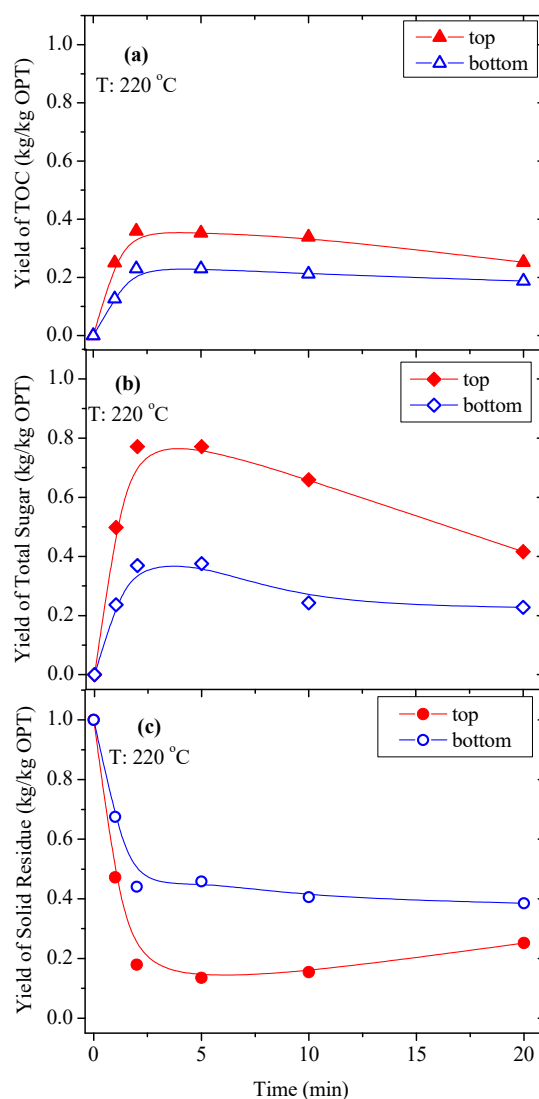 (a)
T: 220 °C
top
bottom
Yield of TOC (kg/kg OPT)
1.0
0.8
0.6
0.4
0.2
0.0
(b)
T: 220 °C
top
bottom
Yield of Total Sugar (kg/kg OPT)
1.0
0.8
0.6
0.4
0.2
0.0
(c)
T: 220 °C
top
bottom
Yield of Solid Residue (kg/kg OPT)
1.0
0.8
0.6
0.4
0.2
0.0
0 5 10 15 20
Time (min)